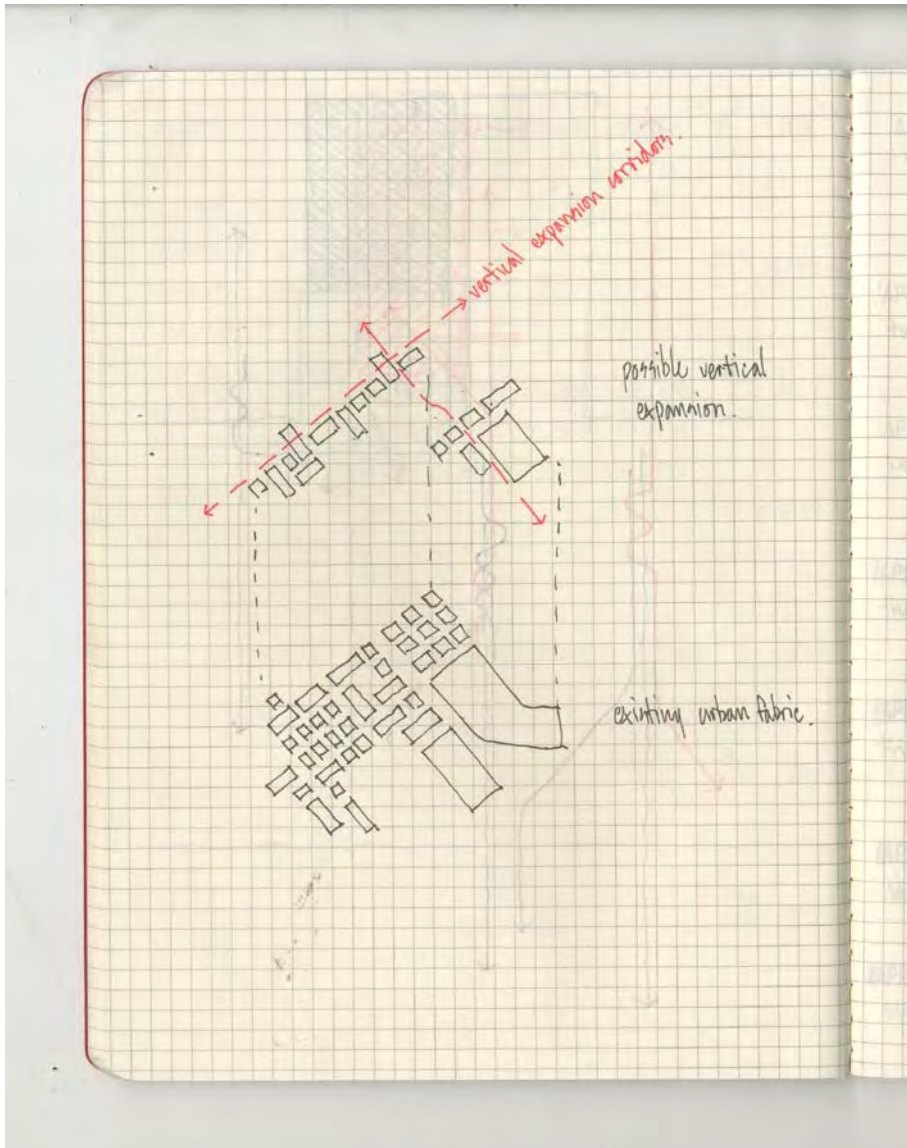 vertical expansion corridors.
possible vertical
expansion.
existing urban fabric.